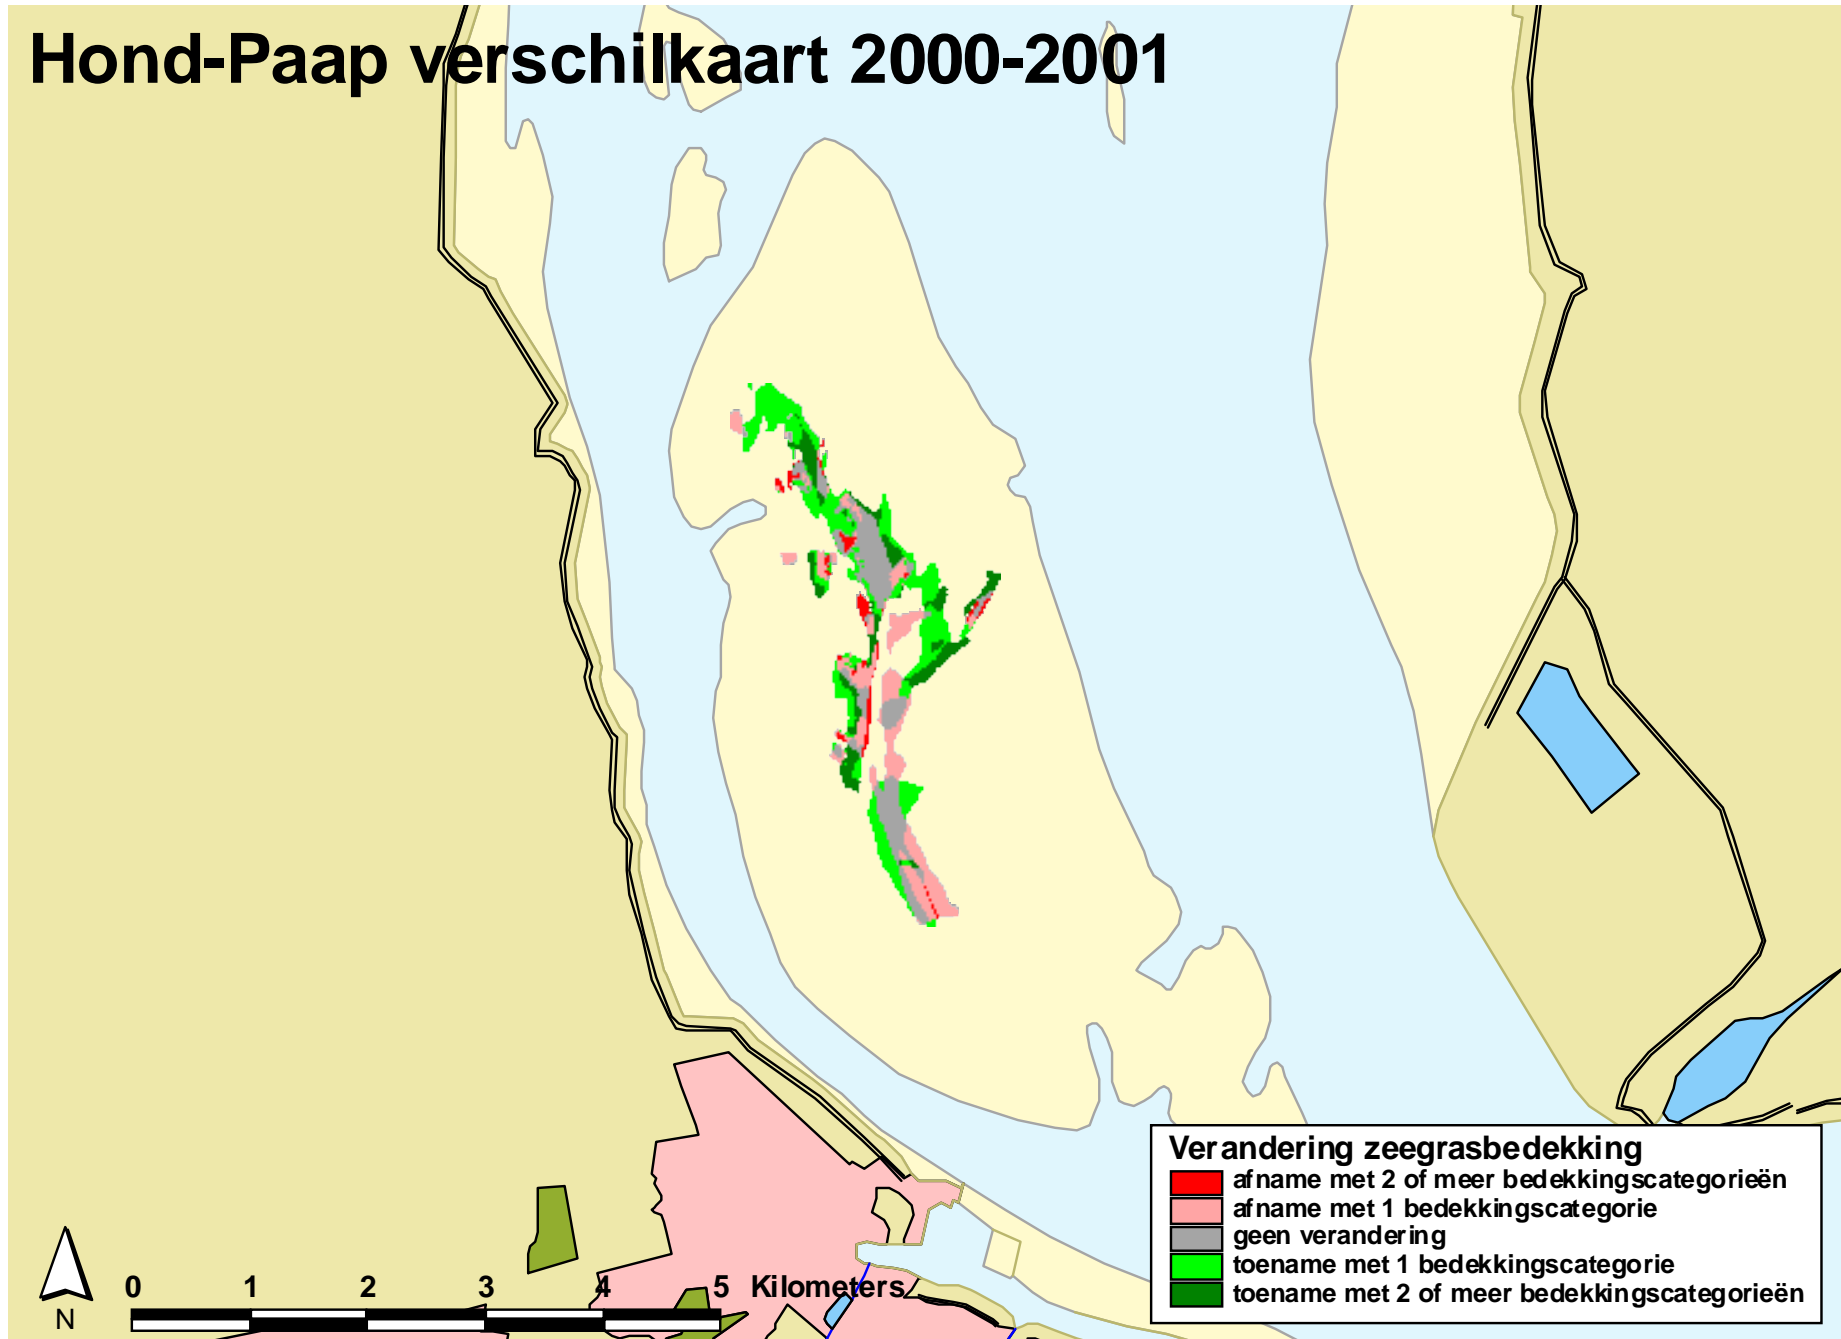 Hond-Paap verschilkaart 2000-2001
Verandering zeegrasbedekking
afname met 2 of meer bedekkingscategorieën
afname met 1 bedekkingscategorie
geen verandering
toename met 1 bedekkingscategorie
toename met 2 of meer bedekkingscategorieën
0 1 2 3 4 5 Kilometers
N